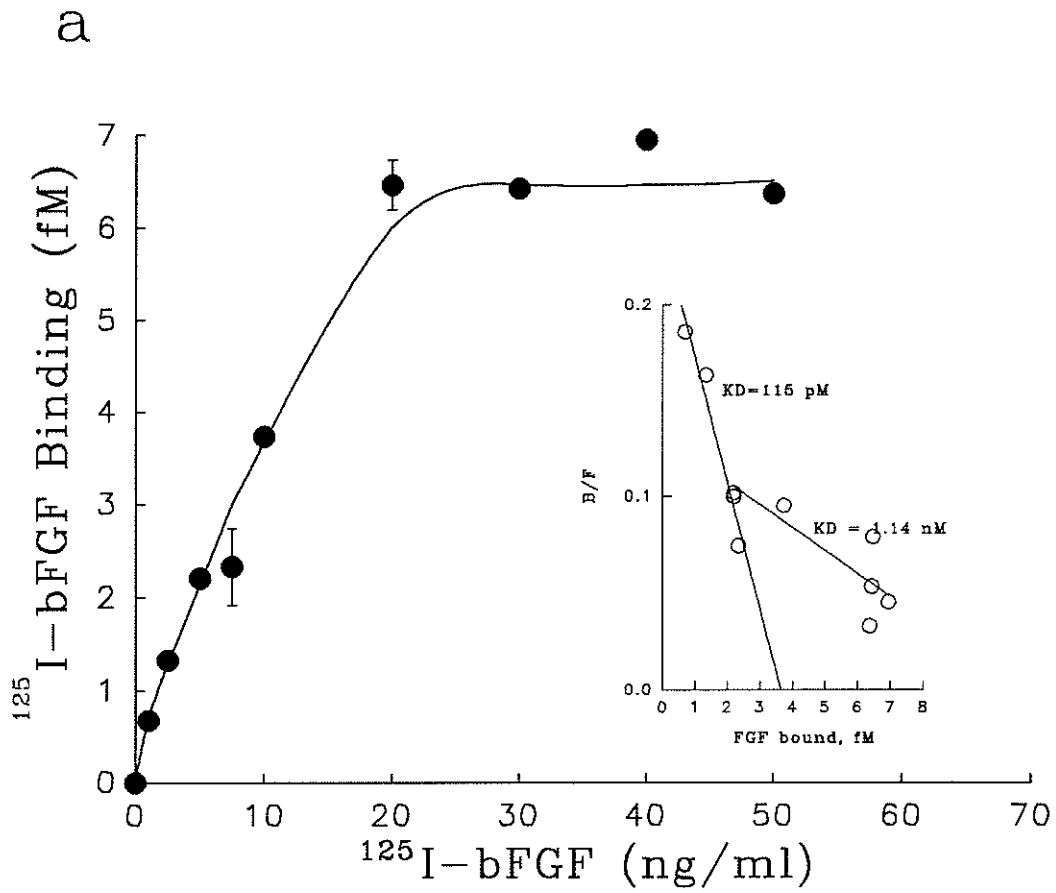 a
7
6
5
4
3
2
1
0
125I-bFGF Binding (fM)
0 10 20 30 40 50 60 70
125I-bFGF (ng/ml)
0.2
0.1
0.0
B/F
KD=115 pM
KD = 1.14 nM
0 1 2 3 4 5 6 7 8
FGF bound, fM